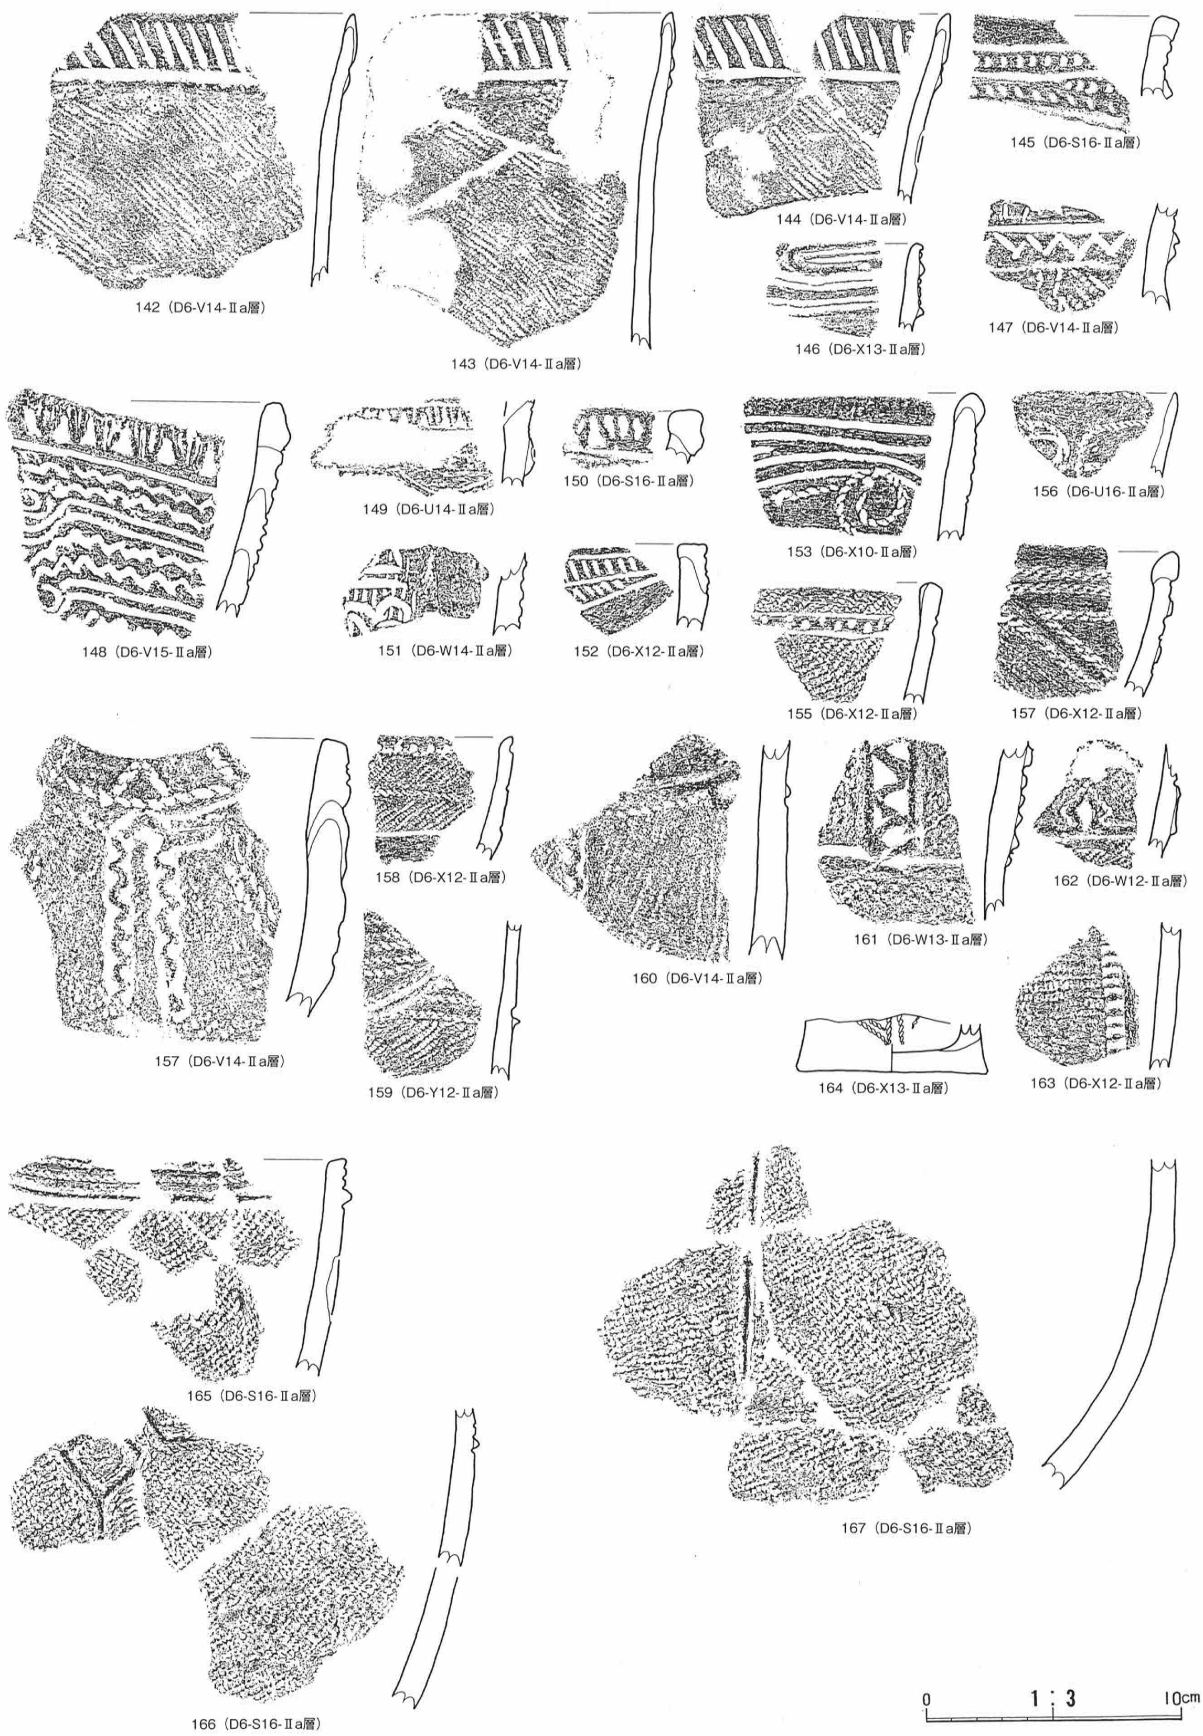 142 (D6-V14-Ⅱa層)
143 (D6-V14-Ⅱa層)
144 (D6-V14-Ⅱa層)
145 (D6-S16-Ⅱa層)
146 (D6-X13-Ⅱa層)
147 (D6-V14-Ⅱa層)
148 (D6-V15-Ⅱa層)
149 (D6-U14-Ⅱa層)
150 (D6-S16-Ⅱa層)
151 (D6-W14-Ⅱa層)
152 (D6-X12-Ⅱa層)
153 (D6-X10-Ⅱa層)
156 (D6-U16-Ⅱa層)
155 (D6-X12-Ⅱa層)
157 (D6-X12-Ⅱa層)
157 (D6-V14-Ⅱa層)
158 (D6-X12-Ⅱa層)
159 (D6-Y12-Ⅱa層)
160 (D6-V14-Ⅱa層)
161 (D6-W13-Ⅱa層)
162 (D6-W12-Ⅱa層)
164 (D6-X13-Ⅱa層)
163 (D6-X12-Ⅱa層)
165 (D6-S16-Ⅱa層)
166 (D6-S16-Ⅱa層)
167 (D6-S16-Ⅱa層)
0 1:3 10cm